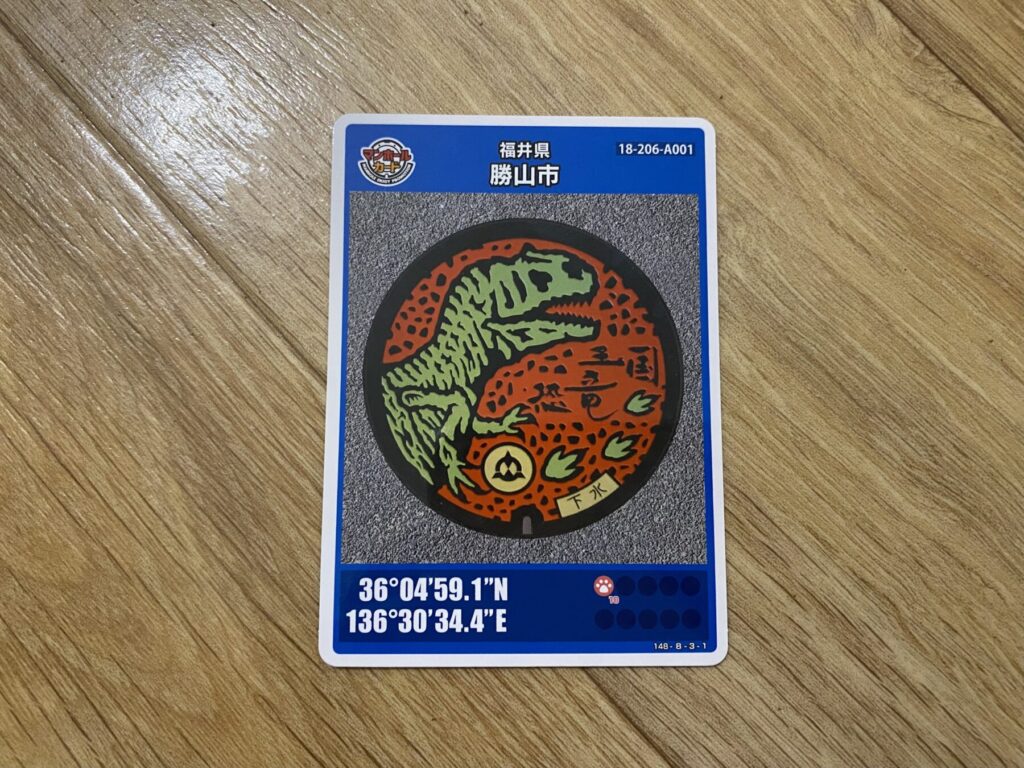 マンホール
カード
福井県
勝山市
18-206-A001
恐竜王国
下水
36°04'59.1"N
136°30'34.4"E
10
148-8-3-1